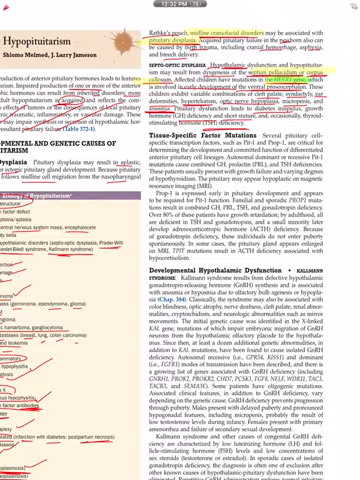 12:32 PM
78
Hypopituitarism
Shlomo Melmed, J. Larry Jameson
production of anterior pituitary hormones leads to features
Impaired production of one or more of the anterior
hormones can result from inherited disorders; more
adult hypopituitarism is acquired and reflects the com-
effects of tumors or the consequences of local pituitary
traumatic, inflammatory, or vascular damage. These
may impair synthesis or secretion of hypothalamic hor-
resultant pituitary failure (Table 372-1).
MENTAL AND GENETIC CAUSES OF
Dysplasia Pituitary dysplasia may result in aplastic,
or ectopic pituitary gland development. Because pituitary
follows midline cell migration from the nasopharyngeal
Rathke's pouch, midline craniofacial disorders may be associated with
pituitary dysplasia. Acquired pituitary failure in the newborn also can
be caused by birth trauma, including cranial hemorrhage, asphyxia,
and breech delivery.
SEPTO-OPTIC DYSPLASIA Hypothalamic dysfunction and hypopituitar-
ism may result from dysgenesis of the septum pellucidum or corpus
callosum. Affected children have mutations in the HESX1 gene, which
is involved in early development of the ventral prosencephalon. These
children exhibit variable combinations of cleft palate, syndactyly, ear
deformities, hypertelorism, optic nerve hypoplasia, micropenis, and
anosmia. Pituitary dysfunction leads to diabetes insipidus, growth
hormone (GH) deficiency and short stature, and, occasionally, thyroid-
stimulating hormone (TSH) deficiency.
Tissue-Specific Factor Mutations Several pituitary cell-
specific transcription factors, such as Pit-1 and Prop-1, are critical for
determining the development and committed function of differentiated
anterior pituitary cell lineages. Autosomal dominant or recessive Pit-1
mutations cause combined GH, prolactin (PRL), and TSH deficiencies.
These patients usually present with growth failure and varying degrees
of hypothyroidism. The pituitary may appear hypoplastic on magnetic
resonance imaging (MRI).
Prop-1 is expressed early in pituitary development and appears
to be required for Pit-1 function. Familial and sporadic PROP1 muta-
tions result in combined GH, PRL, TSH, and gonadotropin deficiency.
Over 80% of these patients have growth retardation; by adulthood, all
are deficient in TSH and gonadotropins, and a small minority later
develop adrenocorticotropic hormone (ACTH) deficiency. Because
of gonadotropin deficiency, these individuals do not enter puberty
spontaneously. In some cases, the pituitary gland appears enlarged
on MRI. TPIT mutations result in ACTH deficiency associated with
hypocortisolism.
Developmental Hypothalamic Dysfunction • KALLMANN
SYNDROME Kallmann syndrome results from defective hypothalamic
gonadotropin-releasing hormone (GnRH) synthesis and is associated
with anosmia or hyposmia due to olfactory bulb agenesis or hypopla-
sia (Chap. 384). Classically, the syndrome may also be associated with
color blindness, optic atrophy, nerve deafness, cleft palate, renal abnor-
malities, cryptorchidism, and neurologic abnormalities such as mirror
movements. The initial genetic cause was identified in the X-linked
KAL gene, mutations of which impair embryonic migration of GnRH
neurons from the hypothalamic olfactory placode to the hypothala-
mus. Since then, at least a dozen additional genetic abnormalities, in
addition to KAL mutations, have been found to cause isolated GnRH
deficiency. Autosomal recessive (i.e., GPR54, KISS1) and dominant
(i.e., FGFR1) modes of transmission have been described, and there is
a growing list of genes associated with GnRH deficiency (including
GNRH1, PROK2, PROKR2, CHD7, PCSK1, FGF8, NELF, WDR11, TAC3,
TACR3, and SEMA3E). Some patients have oligogenic mutations.
Associated clinical features, in addition to GnRH deficiency, vary
depending on the genetic cause. GnRH deficiency prevents progression
through puberty. Males present with delayed puberty and pronounced
hypogonadal features, including micropenis, probably the result of
low testosterone levels during infancy. Females present with primary
amenorrhea and failure of secondary sexual development.
Kallmann syndrome and other causes of congenital GnRH defi-
ciency are characterized by low luteinizing hormone (LH) and fol-
licle-stimulating hormone (FSH) levels and low concentrations of
sex steroids (testosterone or estradiol). In sporadic cases of isolated
gonadotropin deficiency, the diagnosis is often one of exclusion after
other known causes of hypothalamic-pituitary dysfunction have been